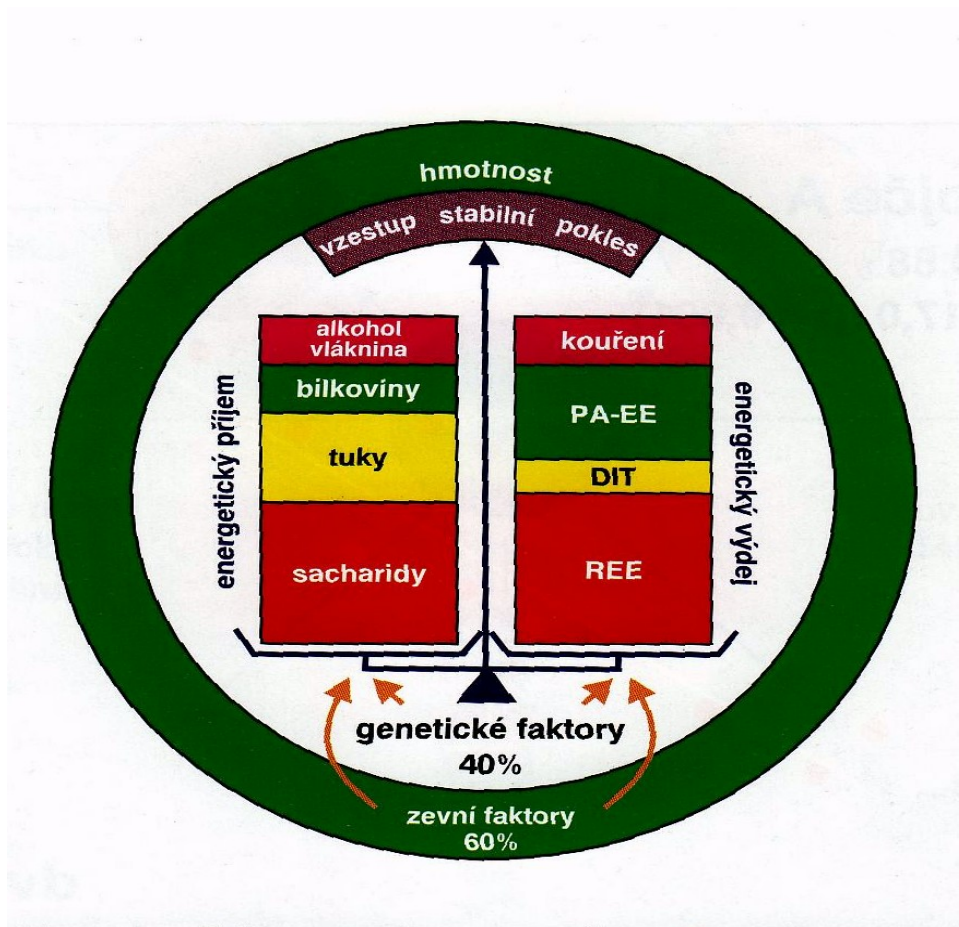 hmotnost
vzestup stabilní pokles
energetický příjem
alkohol
vláknina
bílkoviny
tuky
sacharidy
kouření
PA-EE
DIT
REE
energetický výdej
genetické faktory
40%
zevní faktory
60%